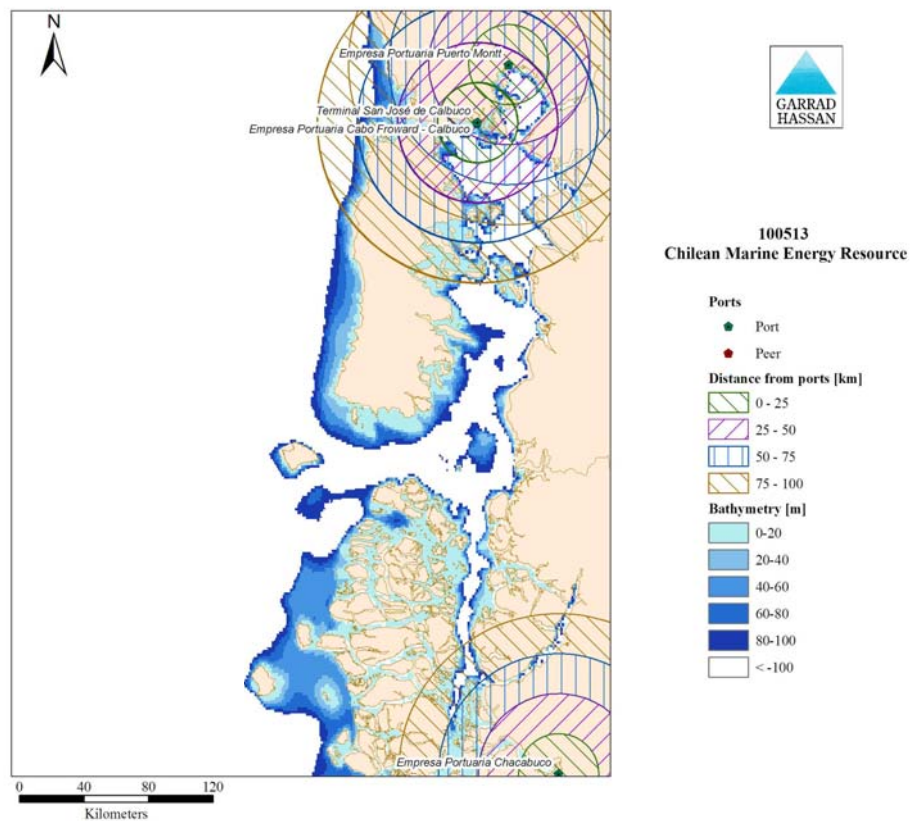 N
Empresa Portuaria Puerto Montt
Terminal San José de Calbuco
Empresa Portuaria Cabo Froward - Calbuco
Empresa Portuaria Chacabuco
0 40 80 120
Kilometers
GARRAD
HASSAN
100513
Chilean Marine Energy Resource
Ports
Port
Peer
Distance from ports [km]
0 - 25
25 - 50
50 - 75
75 - 100
Bathymetry [m]
0-20
20-40
40-60
60-80
80-100
< -100